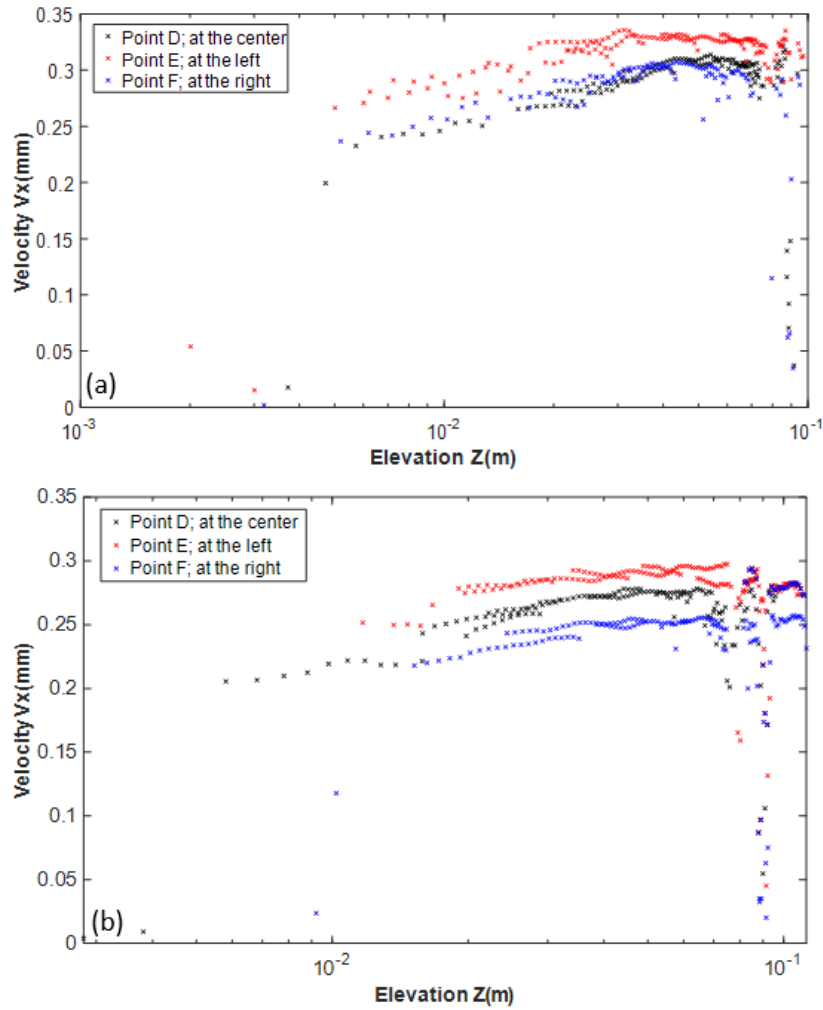 0.35
Point D; at the center
Point E; at the left
Point F; at the right
0.3
0.25
0.2
0.15
0.1
0.05
0
Velocity Vx(mm)
(a)
10-3
10-2
10-1
Elevation Z(m)
0.35
Point D; at the center
Point E; at the left
Point F; at the right
0.3
0.25
0.2
0.15
0.1
0.05
0
Velocity Vx(mm)
(b)
10-2
10-1
Elevation Z(m)